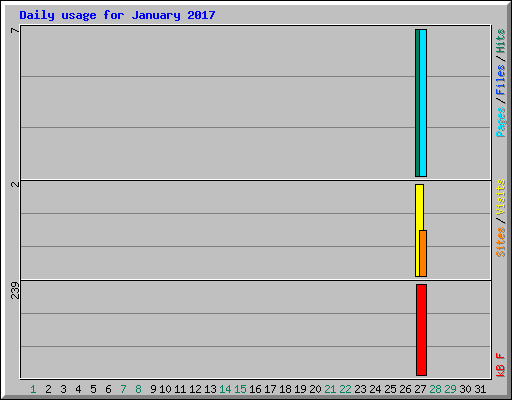 Daily usage for January 2017
7
Pages / Files / Hits
2
Sites / Visits
239
kB F
1 2 3 4 5 6 7 8 9 10 11 12 13 14 15 16 17 18 19 20 21 22 23 24 25 26 27 28 29 30 31